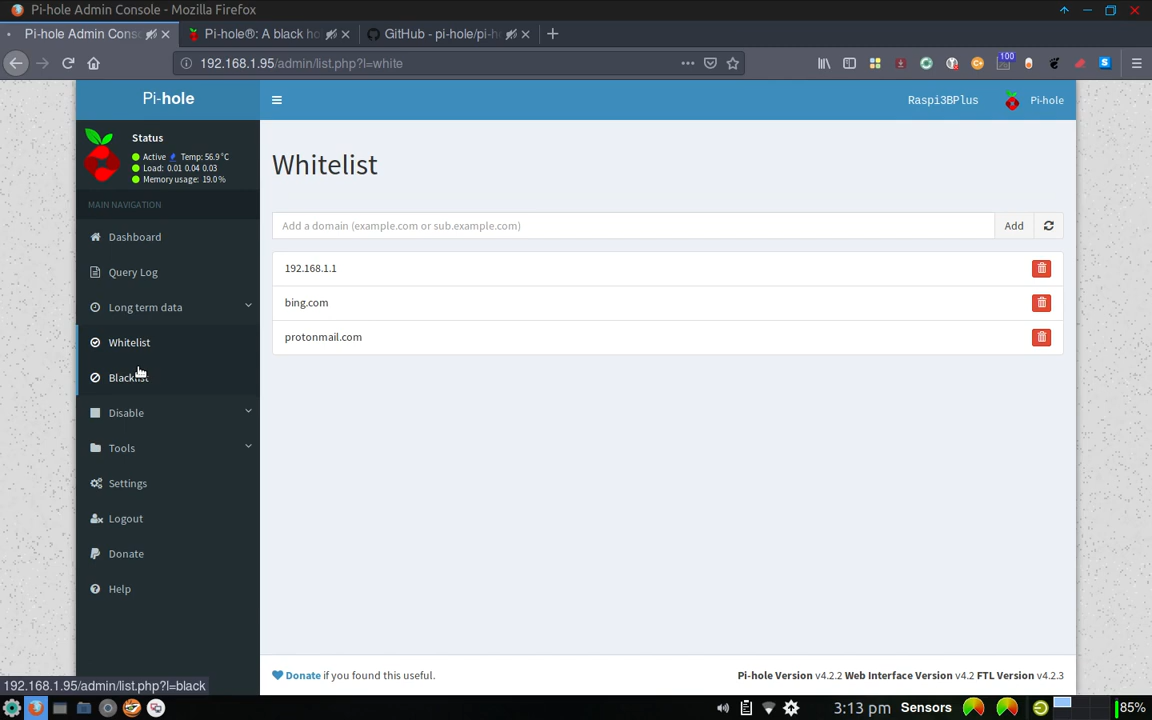 Pi-hole Admin Console - Mozilla Firefox
Pi-hole Admin Conso
Pi-hole®: A black ho
GitHub - pi-hole/pi-h
192.168.1.95/admin/list.php?l=white
100
Pi-hole
Raspi3BPlus
Pi-hole
Status
Active Temp: 56.9°C
Load: 0.01 0.04 0.03
Memory usage: 19.0%
MAIN NAVIGATION
Dashboard
Query Log
Long term data
Whitelist
Blacklist
Disable
Tools
Settings
Logout
Donate
Help
Whitelist
Add a domain (example.com or sub.example.com)
Add
192.168.1.1
bing.com
protonmail.com
Donate if you found this useful.
Pi-hole Version v4.2.2 Web Interface Version v4.2 FTL Version v4.2.3
192.168.1.95/admin/list.php?l=black
3:13 pm
Sensors
85%